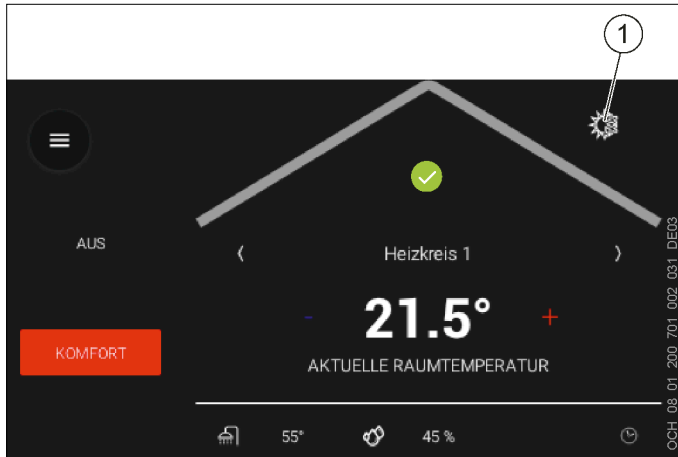 1
AUS
Heizkreis 1
- 21.5° +
KOMFORT
AKTUELLE RAUMTEMPERATUR
55° 45 %
OCH 08 01 200 701 002 031 DE03